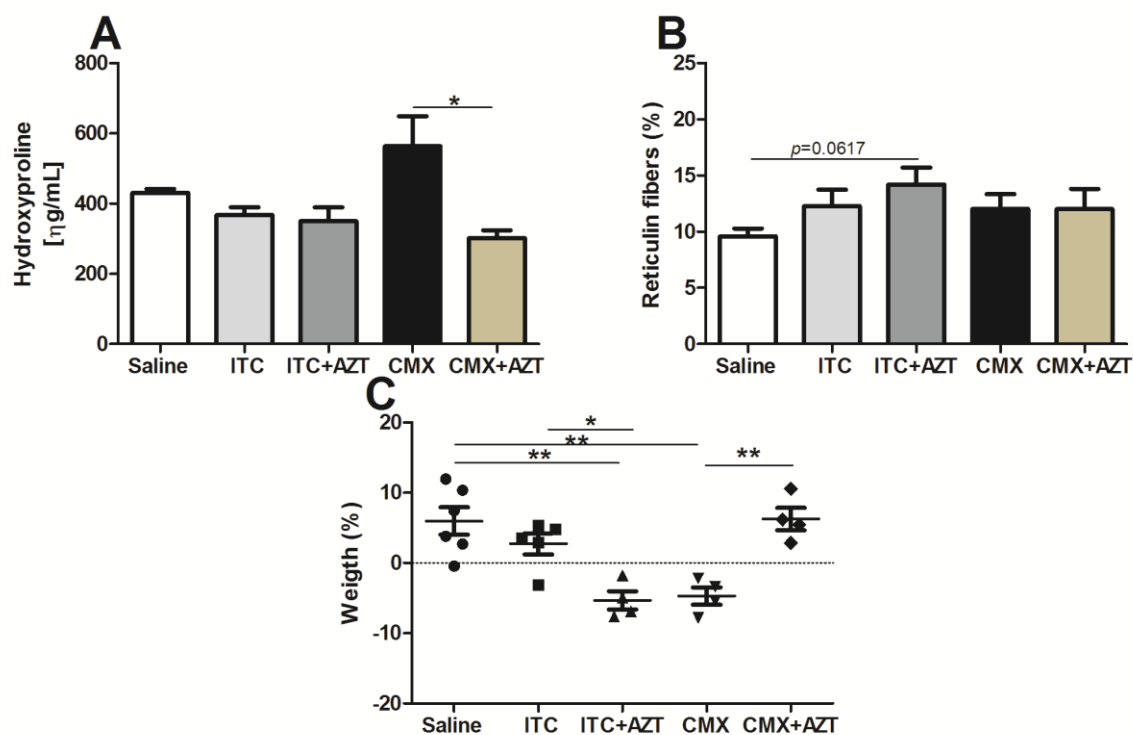 A
Hydroxyproline
[ηg/mL]
800
600
400
200
0
*
Saline ITC ITC+AZT CMX CMX+AZT
B
Reticulin fibers (%)
25
20
15
10
5
0
p=0.0617
Saline ITC ITC+AZT CMX CMX+AZT
C
Weigth (%)
20
10
0
-10
-20
*
**
**
**
Saline ITC ITC+AZT CMX CMX+AZT